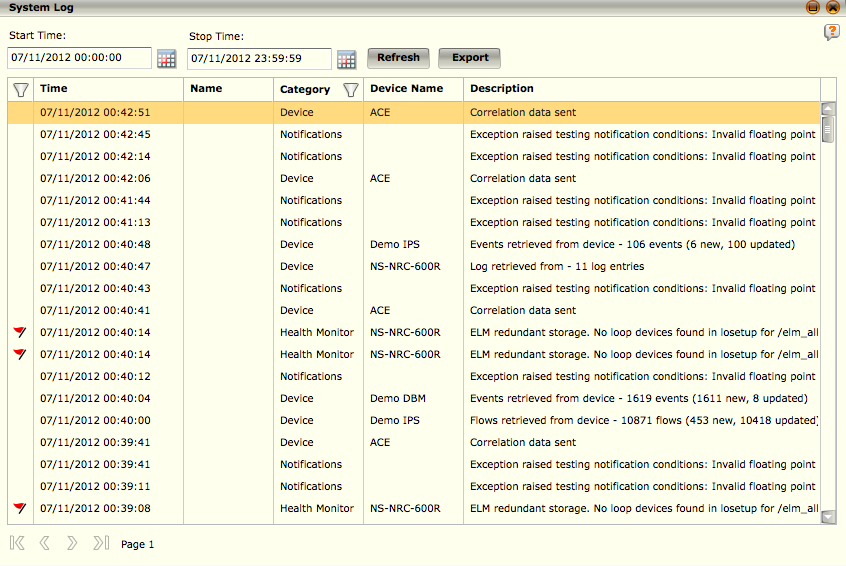 System Log
Start Time: Stop Time:
07/11/2012 00:00:00 07/11/2012 23:59:59 Refresh Export
Time Name Category Device Name Description
07/11/2012 00:42:51 Device ACE Correlation data sent
07/11/2012 00:42:45 Notifications Exception raised testing notification conditions: Invalid floating point
07/11/2012 00:42:14 Notifications Exception raised testing notification conditions: Invalid floating point
07/11/2012 00:42:06 Device ACE Correlation data sent
07/11/2012 00:41:44 Notifications Exception raised testing notification conditions: Invalid floating point
07/11/2012 00:41:13 Notifications Exception raised testing notification conditions: Invalid floating point
07/11/2012 00:40:48 Device Demo IPS Events retrieved from device - 106 events (6 new, 100 updated)
07/11/2012 00:40:47 Device NS-NRC-600R Log retrieved from - 11 log entries
07/11/2012 00:40:43 Notifications Exception raised testing notification conditions: Invalid floating point
07/11/2012 00:40:41 Device ACE Correlation data sent
07/11/2012 00:40:14 Health Monitor NS-NRC-600R ELM redundant storage. No loop devices found in losetup for /elm_all
07/11/2012 00:40:14 Health Monitor NS-NRC-600R ELM redundant storage. No loop devices found in losetup for /elm_all
07/11/2012 00:40:12 Notifications Exception raised testing notification conditions: Invalid floating point
07/11/2012 00:40:04 Device Demo DBM Events retrieved from device - 1619 events (1611 new, 8 updated)
07/11/2012 00:40:00 Device Demo IPS Flows retrieved from device - 10871 flows (453 new, 10418 updated)
07/11/2012 00:39:41 Device ACE Correlation data sent
07/11/2012 00:39:41 Notifications Exception raised testing notification conditions: Invalid floating point
07/11/2012 00:39:11 Notifications Exception raised testing notification conditions: Invalid floating point
07/11/2012 00:39:08 Health Monitor NS-NRC-600R ELM redundant storage. No loop devices found in losetup for /elm_all
Page 1